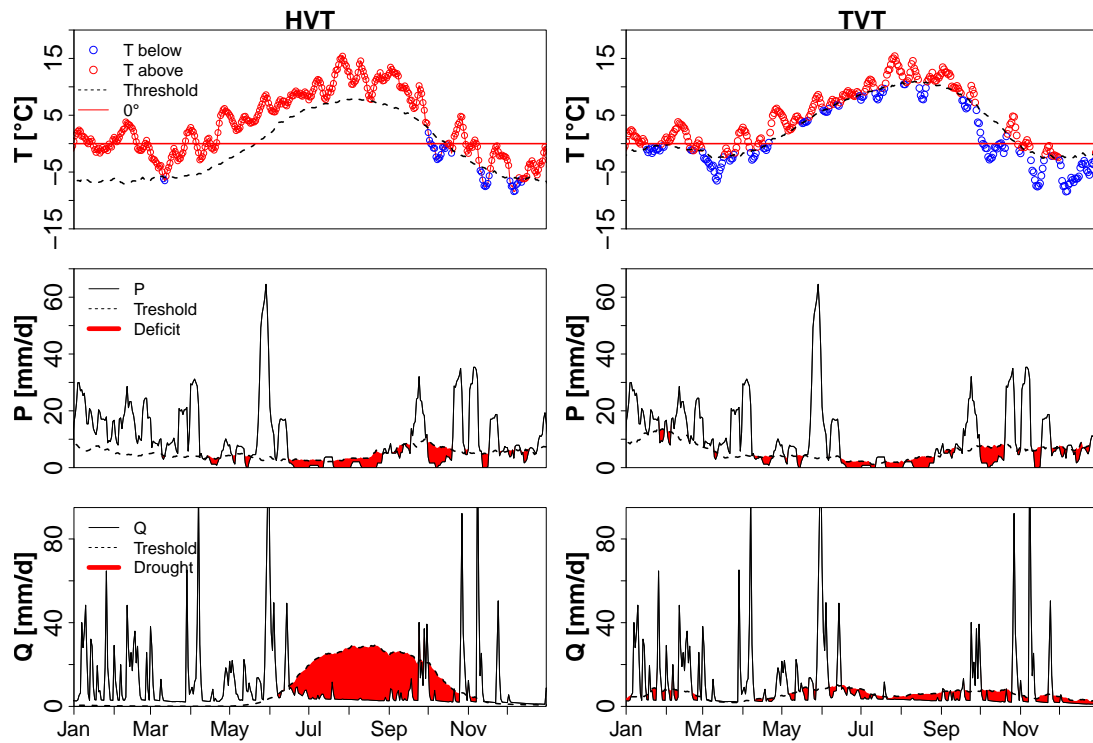 HVT
TVT
T [°C]
−15
−5
5
15
T below
T above
Threshold
0°
T [°C]
−15
−5
5
15
P [mm/d]
0
20
40
60
P
Treshold
Deficit
P [mm/d]
0
20
40
60
Q [mm/d]
0
40
80
Q
Treshold
Drought
Q [mm/d]
0
40
80
Jan Mar May Jul Sep Nov
Jan Mar May Jul Sep Nov